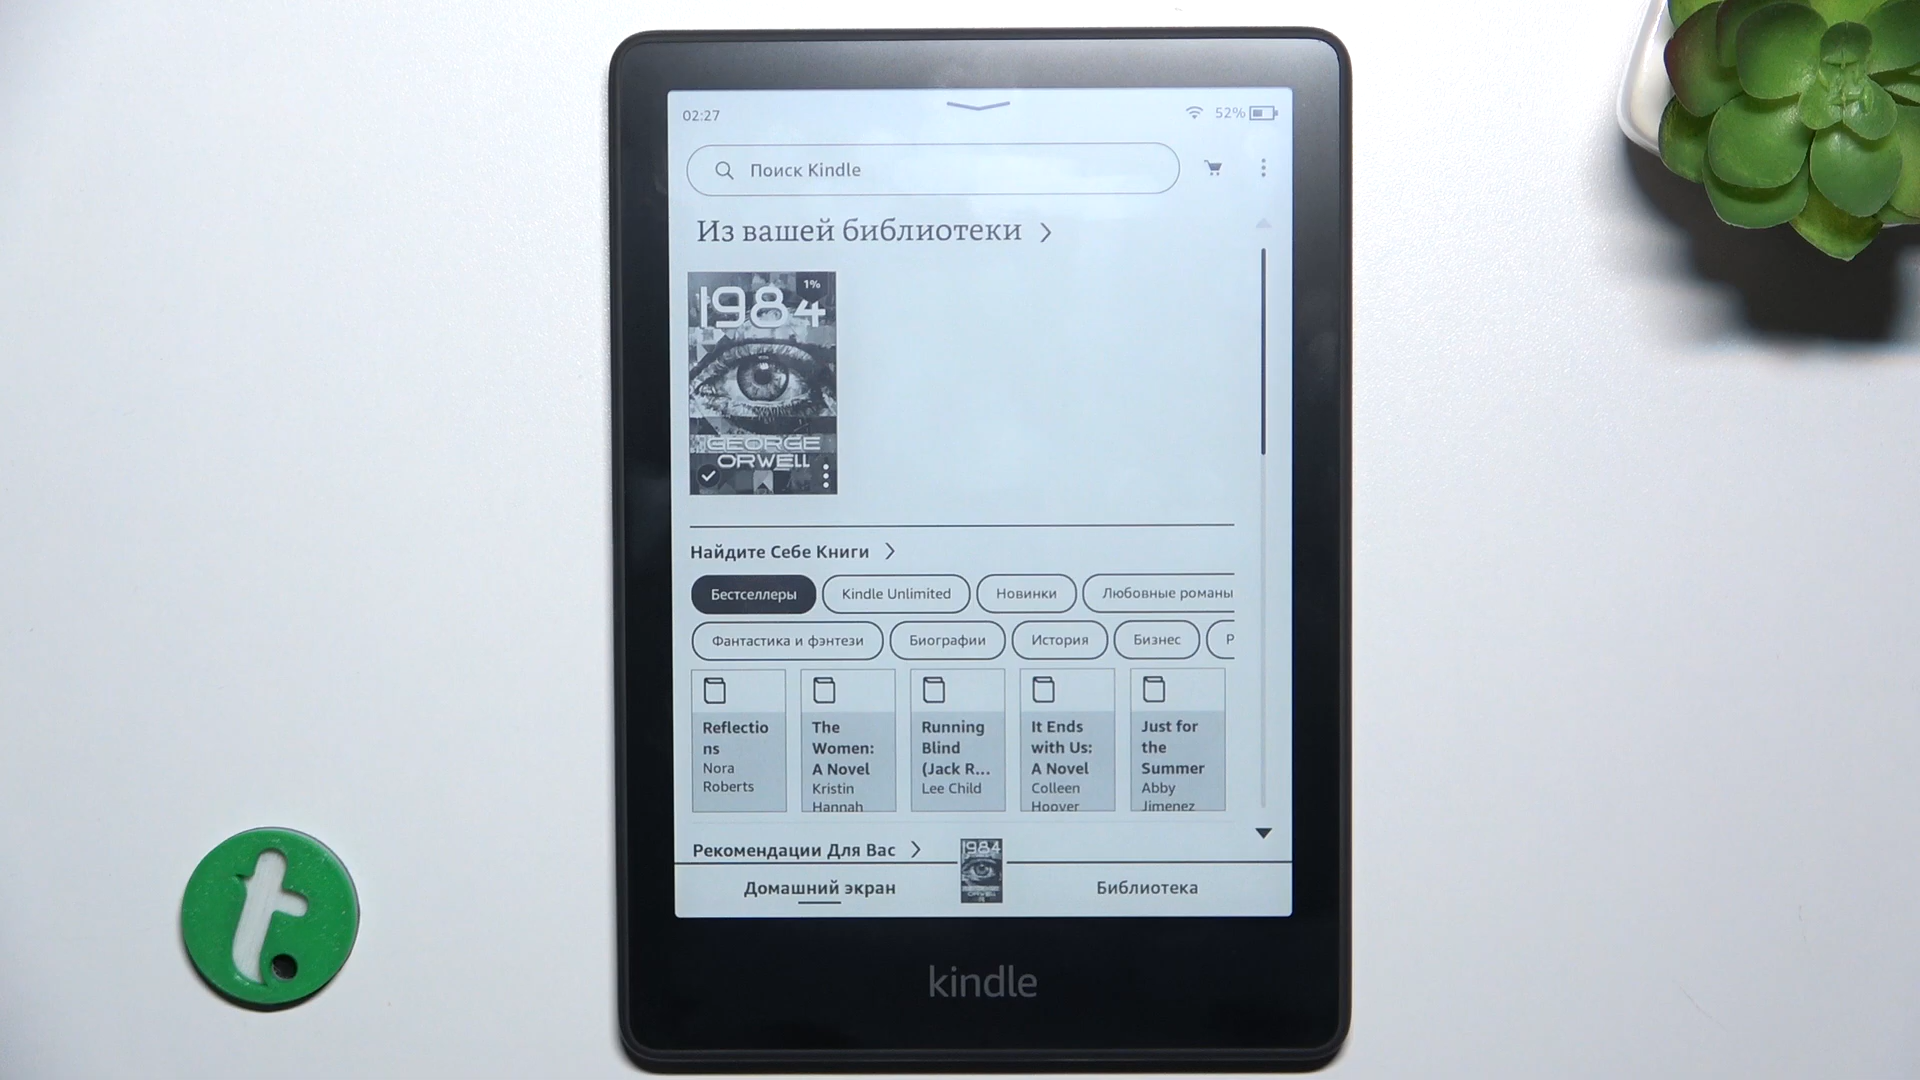 02:27
52%
Поиск Kindle
Из вашей библиотеки
1%
1984
GEORGE
ORWELL
Найдите Себе Книги
Бестселлеры
Kindle Unlimited
Новинки
Любовные романы
Фантастика и фэнтези
Биографии
История
Бизнес
Reflectio
ns
Nora
Roberts
The
Women:
A Novel
Kristin
Hannah
Running
Blind
(Jack R...
Lee Child
It Ends
with Us:
A Novel
Colleen
Hoover
Just for
the
Summer
Abby
Jimenez
Рекомендации Для Вас
1984
Домашний экран
Библиотека
kindle
t.